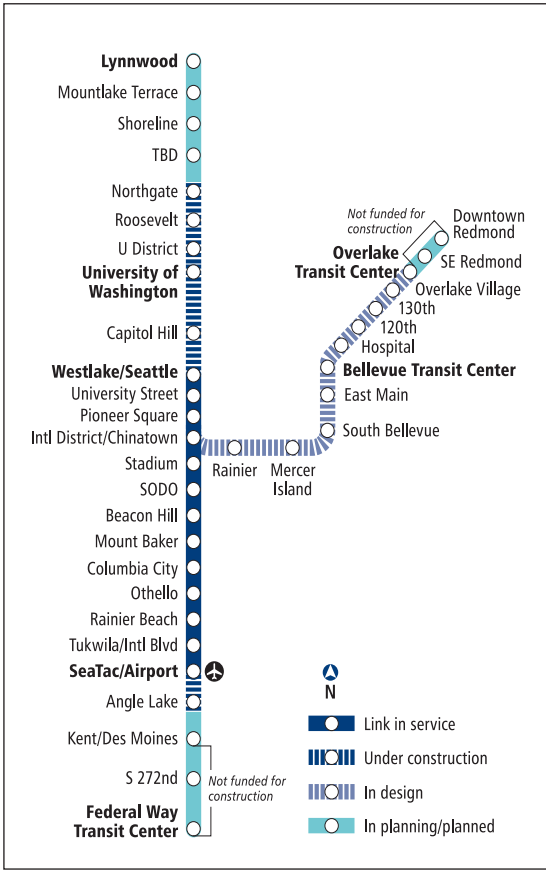 Lynnwood
Mountlake Terrace
Shoreline
TBD
Northgate
Roosevelt
U District
University of
Washington
Capitol Hill
Westlake/Seattle
University Street
Pioneer Square
Intl District/Chinatown
Stadium
SODO
Beacon Hill
Mount Baker
Columbia City
Othello
Rainier Beach
Tukwila/Intl Blvd
SeaTac/Airport
Angle Lake
Kent/Des Moines
S 272nd
Federal Way
Transit Center
Not funded for
construction
Rainier
Mercer
Island
South Bellevue
East Main
Bellevue Transit Center
Hospital
120th
130th
Overlake Village
Overlake
Transit Center
SE Redmond
Downtown
Redmond
Not funded for
construction
N
Link in service
Under construction
In design
In planning/planned